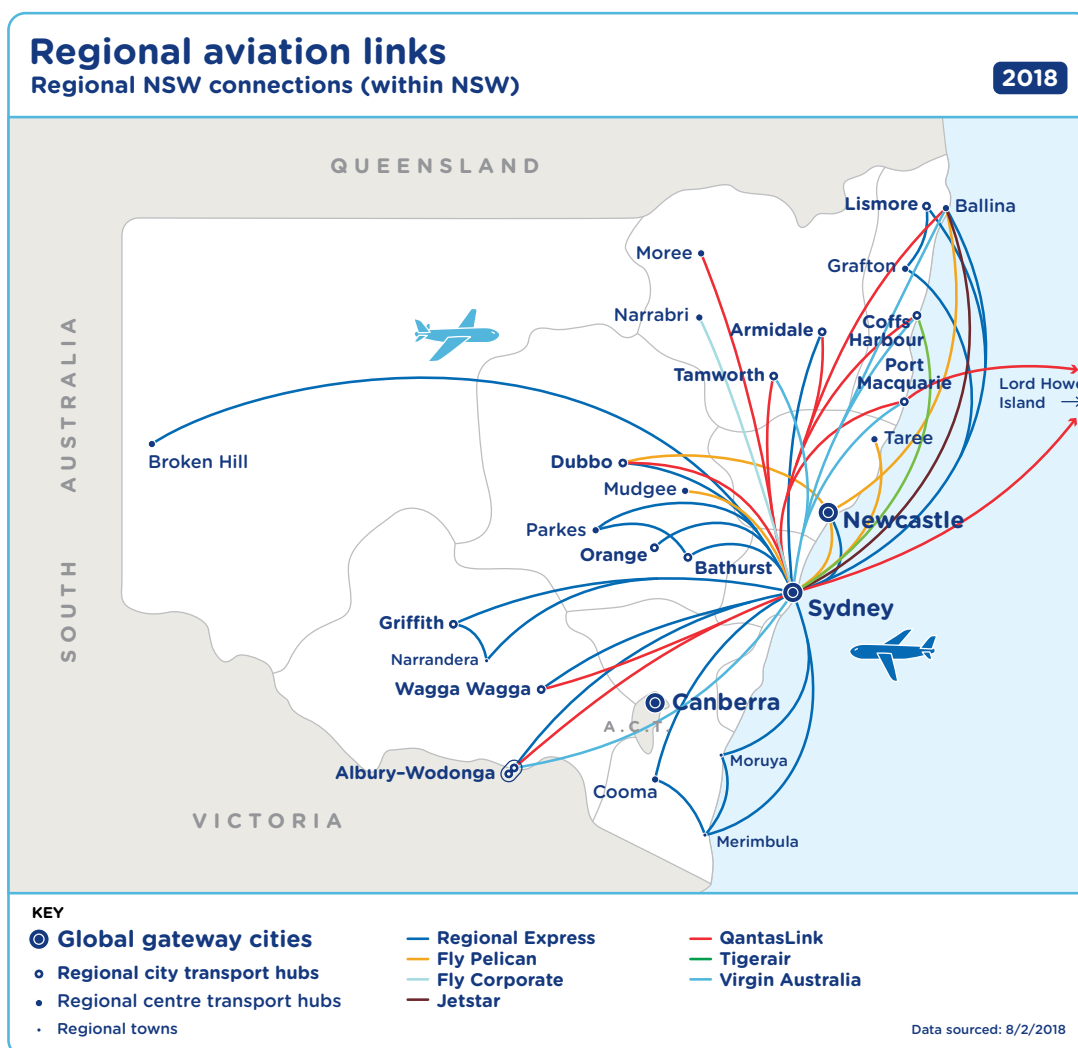 Regional aviation links
Regional NSW connections (within NSW)
2018
QUEENSLAND
SOUTH AUSTRALIA
VICTORIA
A.C.T.
Lismore
Ballina
Moree
Grafton
Narrabri
Armidale
Coffs
Harbour
Tamworth
Port
Macquarie
Lord Howe
Island →
Taree
Broken Hill
Dubbo
Mudgee
Newcastle
Parkes
Orange
Bathurst
Sydney
Griffith
Narrandera
Wagga Wagga
Canberra
Moruya
Albury–Wodonga
Cooma
Merimbula
KEY
Global gateway cities
Regional city transport hubs
Regional centre transport hubs
Regional towns
Regional Express
Fly Pelican
Fly Corporate
Jetstar
QantasLink
Tigerair
Virgin Australia
Data sourced: 8/2/2018